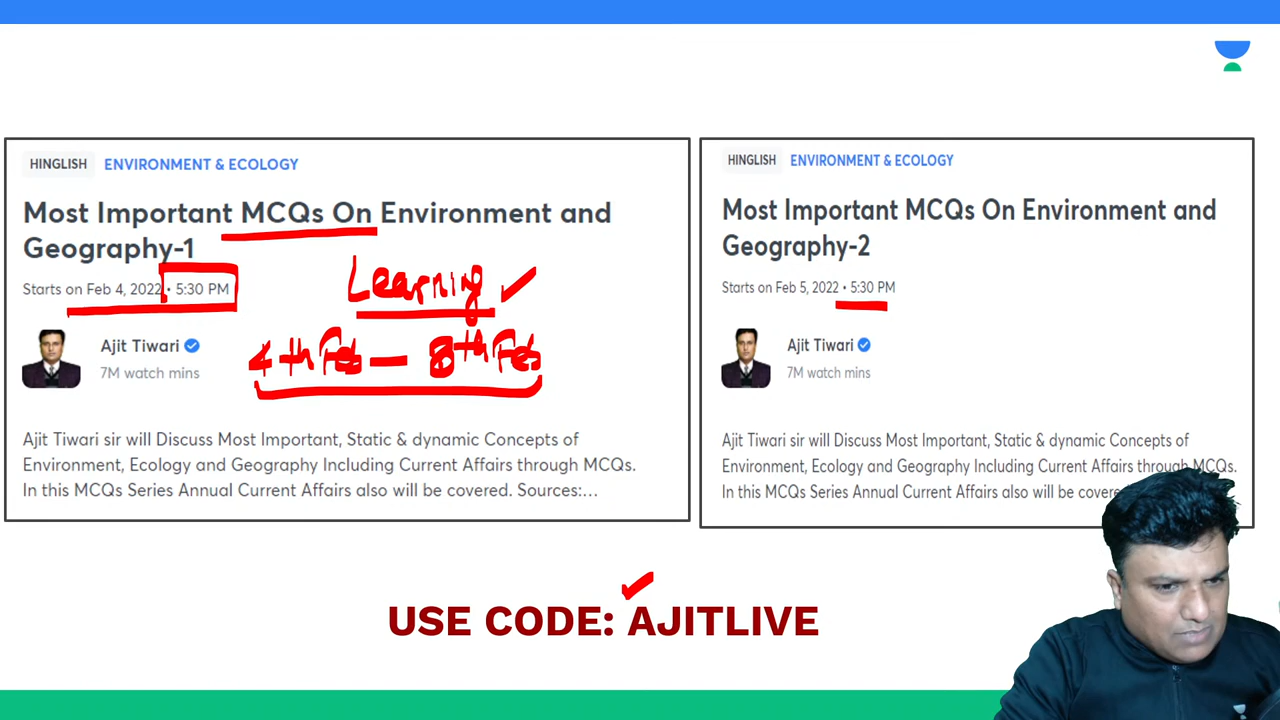 HINGLISH ENVIRONMENT & ECOLOGY
Most Important MCQs On Environment and
Geography-1
Starts on Feb 4, 2022 • 5:30 PM
Learning
Ajit Tiwari
7M watch mins
4th Feb — 8th Feb
Ajit Tiwari sir will Discuss Most Important, Static & dynamic Concepts of
Environment, Ecology and Geography Including Current Affairs through MCQs.
In this MCQs Series Annual Current Affairs also will be covered. Sources:...
HINGLISH ENVIRONMENT & ECOLOGY
Most Important MCQs On Environment and
Geography-2
Starts on Feb 5, 2022 • 5:30 PM
Ajit Tiwari
7M watch mins
Ajit Tiwari sir will Discuss Most Important, Static & dynamic Concepts of
Environment, Ecology and Geography Including Current Affairs through MCQs.
In this MCQs Series Annual Current Affairs also will be
USE CODE: AJITLIVE